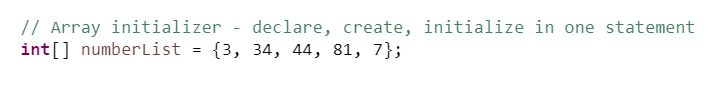 // Array initializer - declare, create, initialize in one statement
int[] numberList = {3, 34, 44, 81, 7};